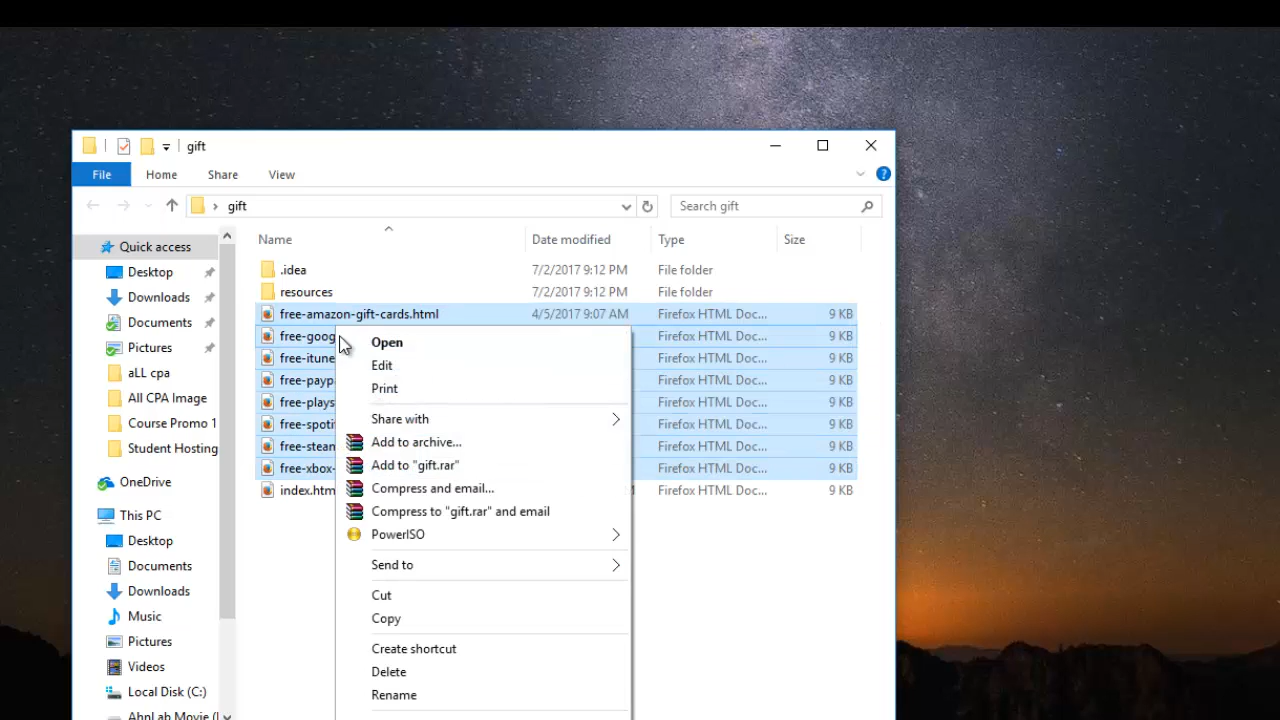 gift
File Home Share View
gift
Search gift
Name Date modified Type Size
Quick access
Desktop
Downloads
Documents
Pictures
aLL cpa
All CPA Image
Course Promo 1
Student Hosting
OneDrive
This PC
Desktop
Documents
Downloads
Music
Pictures
Videos
Local Disk (C:)
AhnLab Movie (
.idea 7/2/2017 9:12 PM File folder
resources 7/2/2017 9:12 PM File folder
free-amazon-gift-cards.html 4/5/2017 9:07 AM Firefox HTML Doc... 9 KB
free-goog Firefox HTML Doc... 9 KB
free-itune Firefox HTML Doc... 9 KB
free-payp Firefox HTML Doc... 9 KB
free-plays Firefox HTML Doc... 9 KB
free-spoti Firefox HTML Doc... 9 KB
free-stean Firefox HTML Doc... 9 KB
free-xbox- Firefox HTML Doc... 9 KB
index.htm Firefox HTML Doc... 9 KB
Open
Edit
Print
Share with
Add to archive...
Add to "gift.rar"
Compress and email...
Compress to "gift.rar" and email
PowerISO
Send to
Cut
Copy
Create shortcut
Delete
Rename